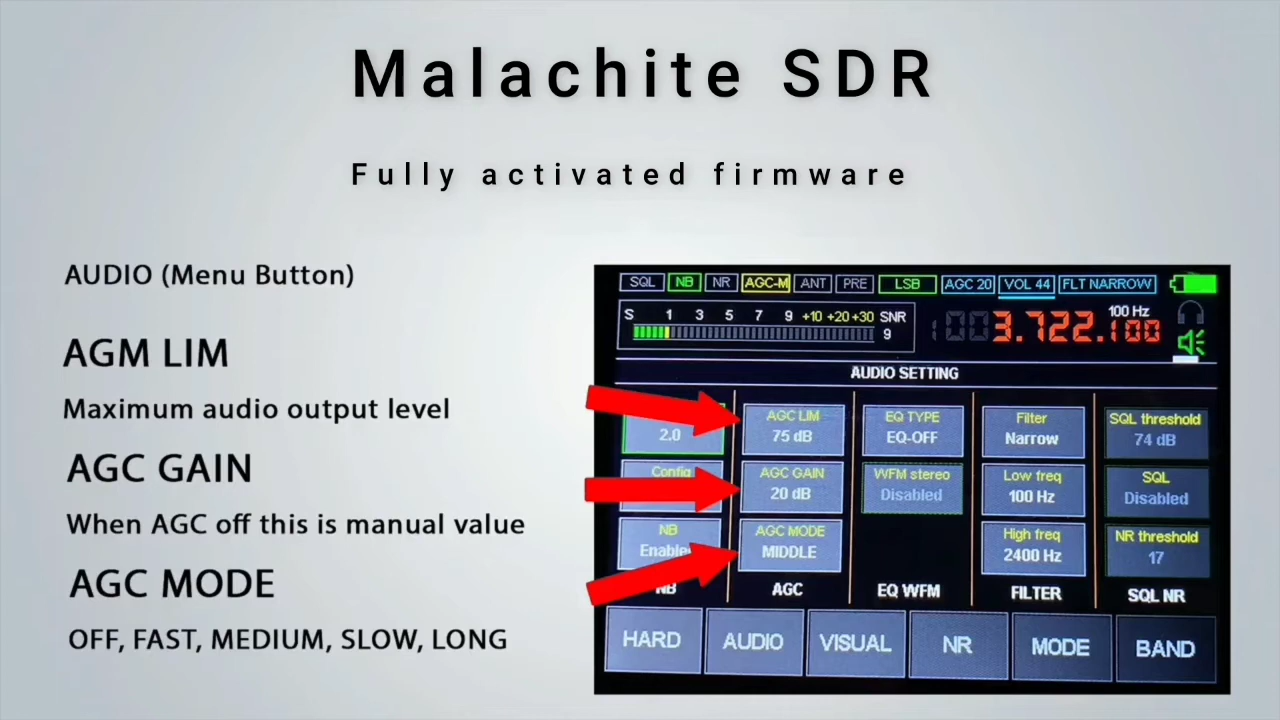 Malachite SDR
Fully activated firmware
AUDIO (Menu Button)
AGM LIM
Maximum audio output level
AGC GAIN
When AGC off this is manual value
AGC MODE
OFF, FAST, MEDIUM, SLOW, LONG
SQL NB NR AGC-M ANT PRE LSB AGC 20 VOL 44 FLT NARROW
S 1 3 5 7 9 +10 +20 +30 SNR
9
100 Hz
3.722.100
AUDIO SETTING
2.0
AGC LIM
75 dB
EQ TYPE
EQ-OFF
Filter
Narrow
SQL threshold
74 dB
Config
AGC GAIN
20 dB
WFM stereo
Disabled
Low freq
100 Hz
SQL
Disabled
NB
AGC MODE
MIDDLE
High freq
2400 Hz
NR threshold
17
NB AGC EQ WFM FILTER SQL NR
HARD AUDIO VISUAL NR MODE BAND